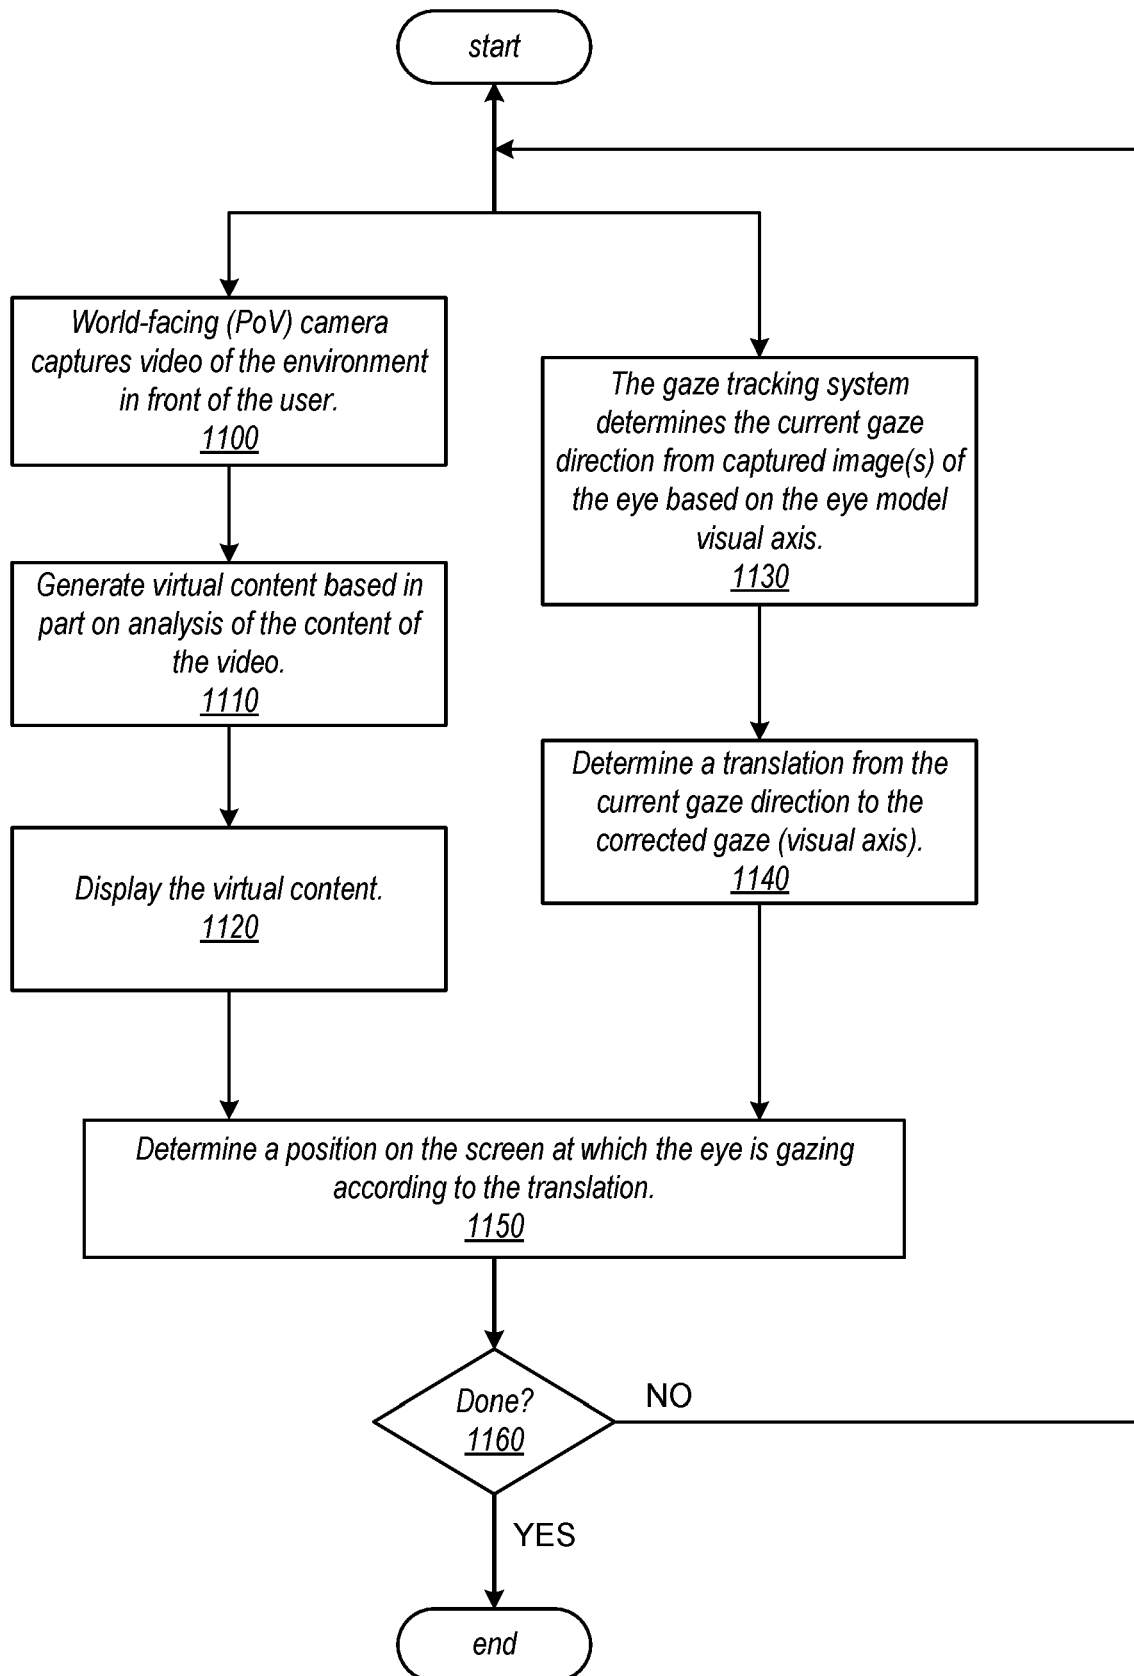 start
World-facing (PoV) camera
captures video of the environment
in front of the user.
1100
Generate virtual content based in
part on analysis of the content of
the video.
1110
Display the virtual content.
1120
The gaze tracking system
determines the current gaze
direction from captured image(s) of
the eye based on the eye model
visual axis.
1130
Determine a translation from the
current gaze direction to the
corrected gaze (visual axis).
1140
Determine a position on the screen at which the eye is gazing
according to the translation.
1150
Done?
1160
NO
YES
end